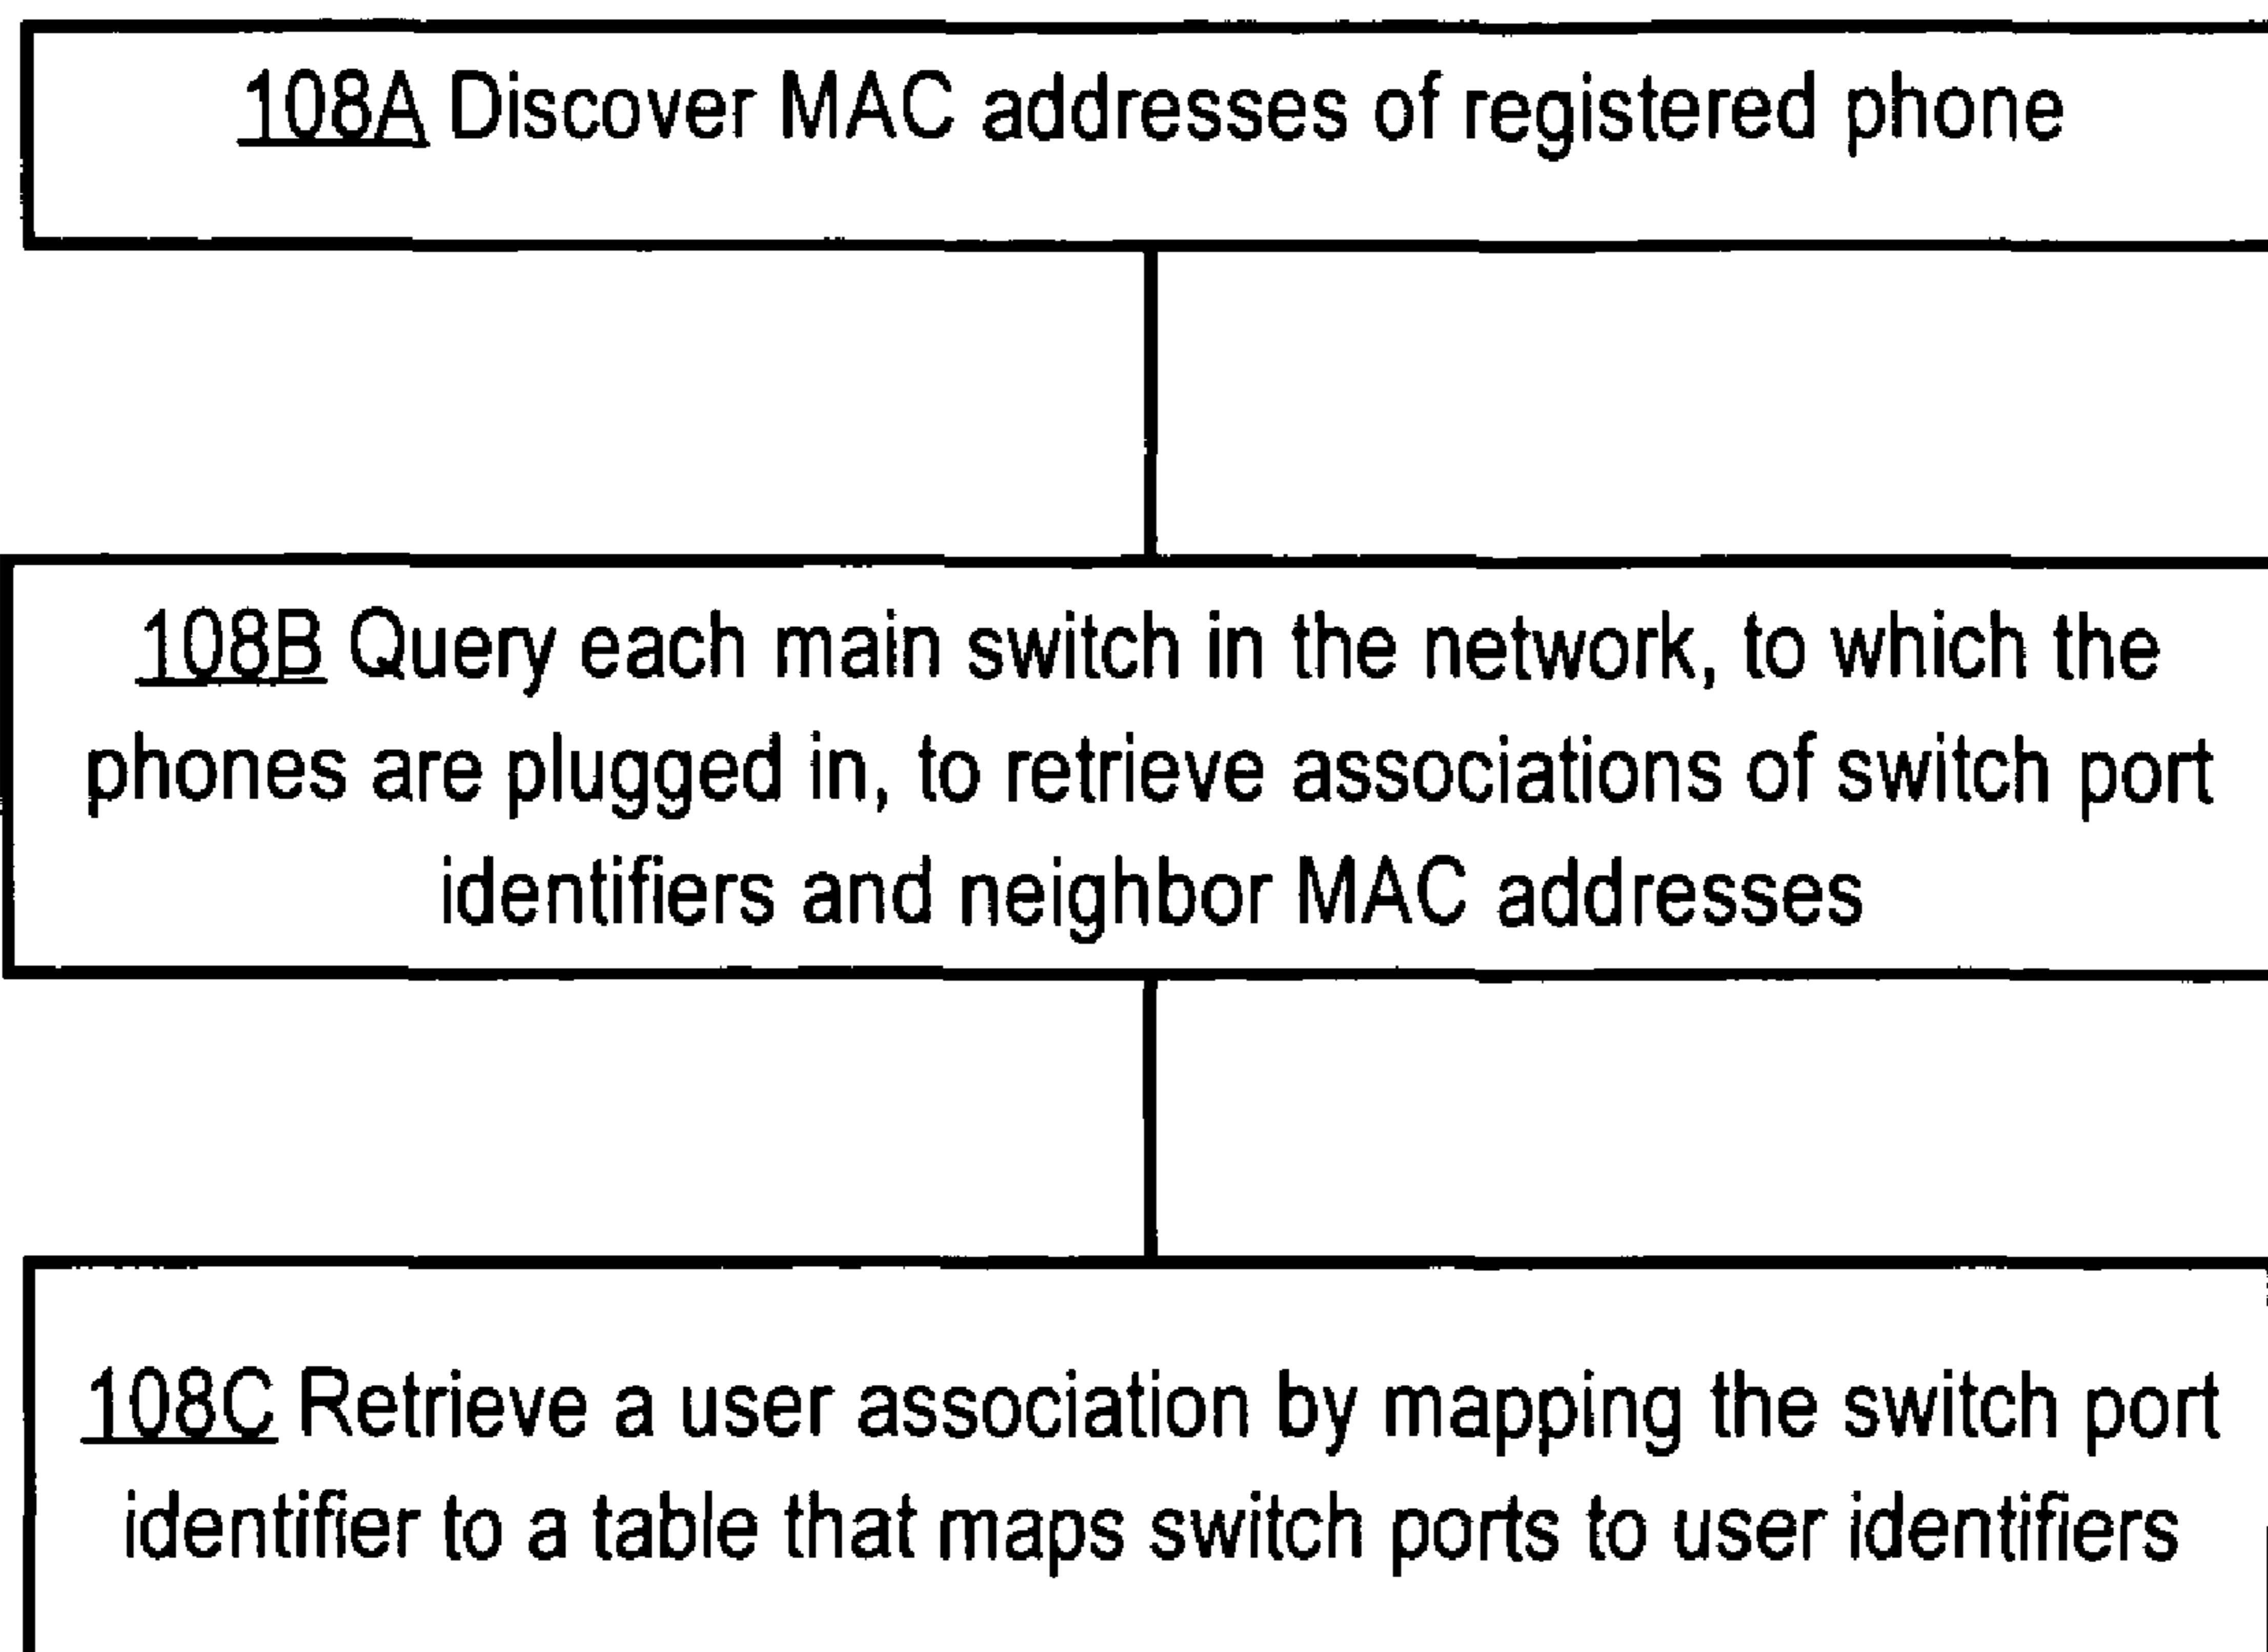 108A Discover MAC addresses of registered phone
108B Query each main switch in the network, to which the
phones are plugged in, to retrieve associations of switch port
identifiers and neighbor MAC addresses
108C Retrieve a user association by mapping the switch port
identifier to a table that maps switch ports to user identifiers